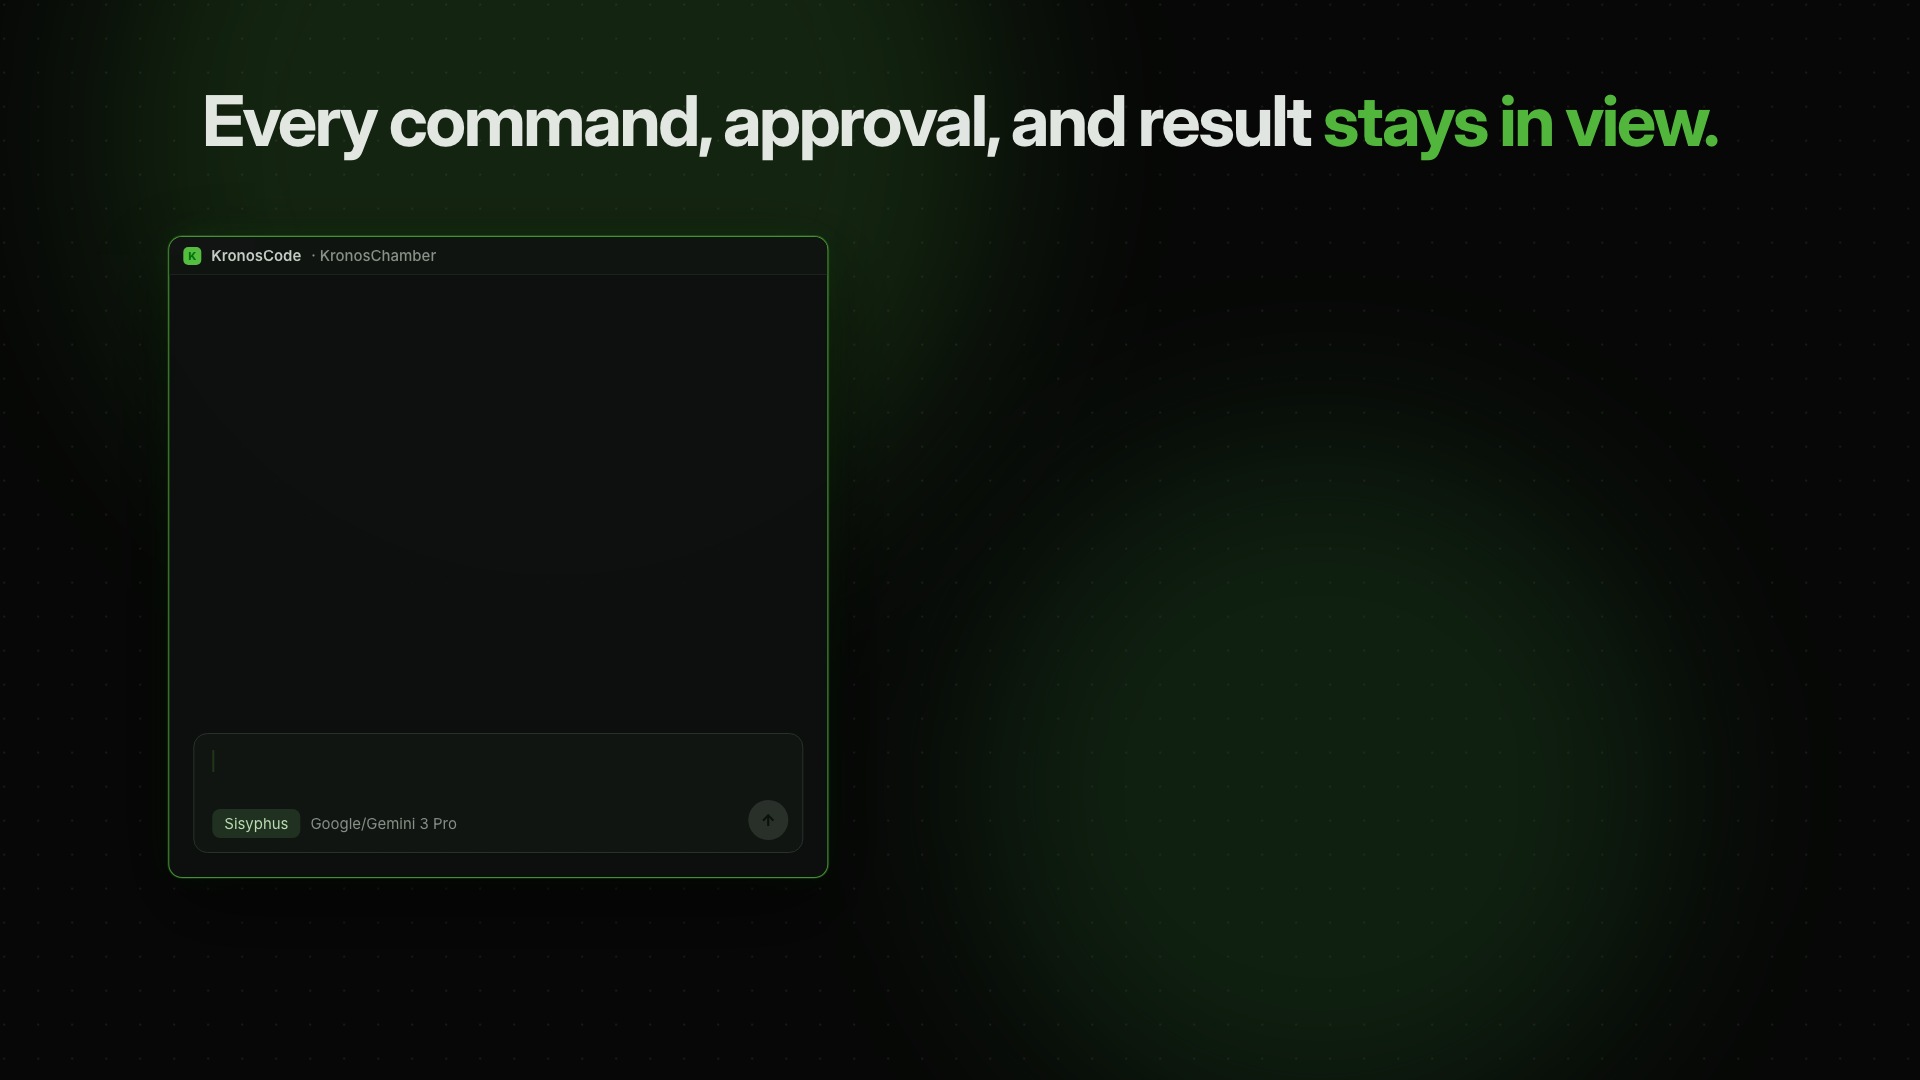 Every command, approval, and result stays in view.
K KronosCode · KronosChamber
Sisyphus Google/Gemini 3 Pro